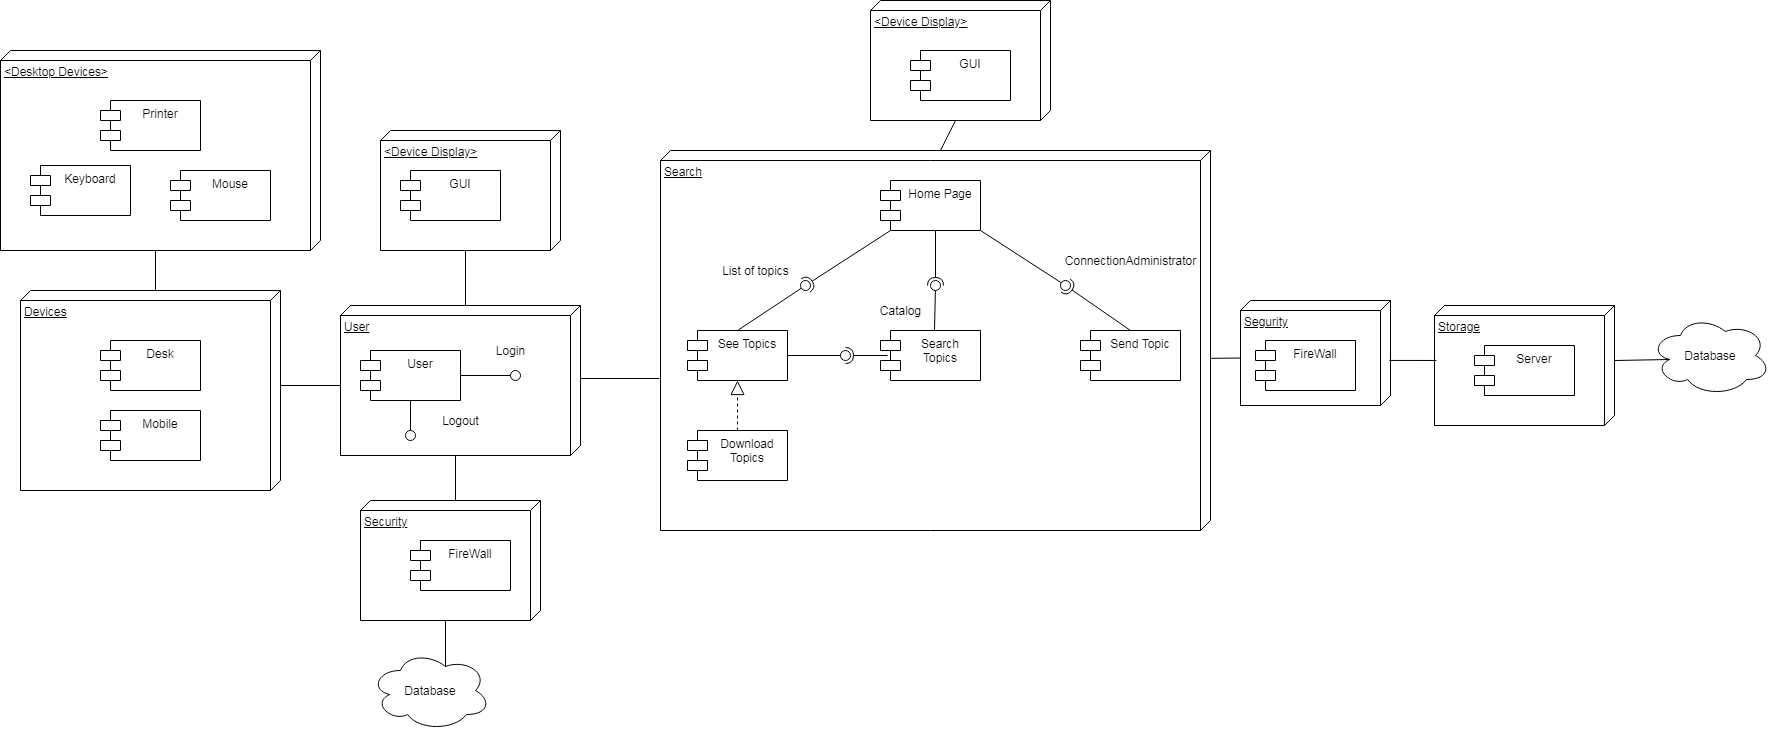 <Device Display>
GUI
<Desktop Devices>
Printer
Keyboard
Mouse
<Device Display>
GUI
Search
Home Page
List of topics
ConnectionAdministrator
Catalog
See Topics
Search
Topics
Send Topic
Download
Topics
Devices
Desk
Mobile
User
User
Login
Logout
Segurity
FireWall
Storage
Server
Database
Security
FireWall
Database